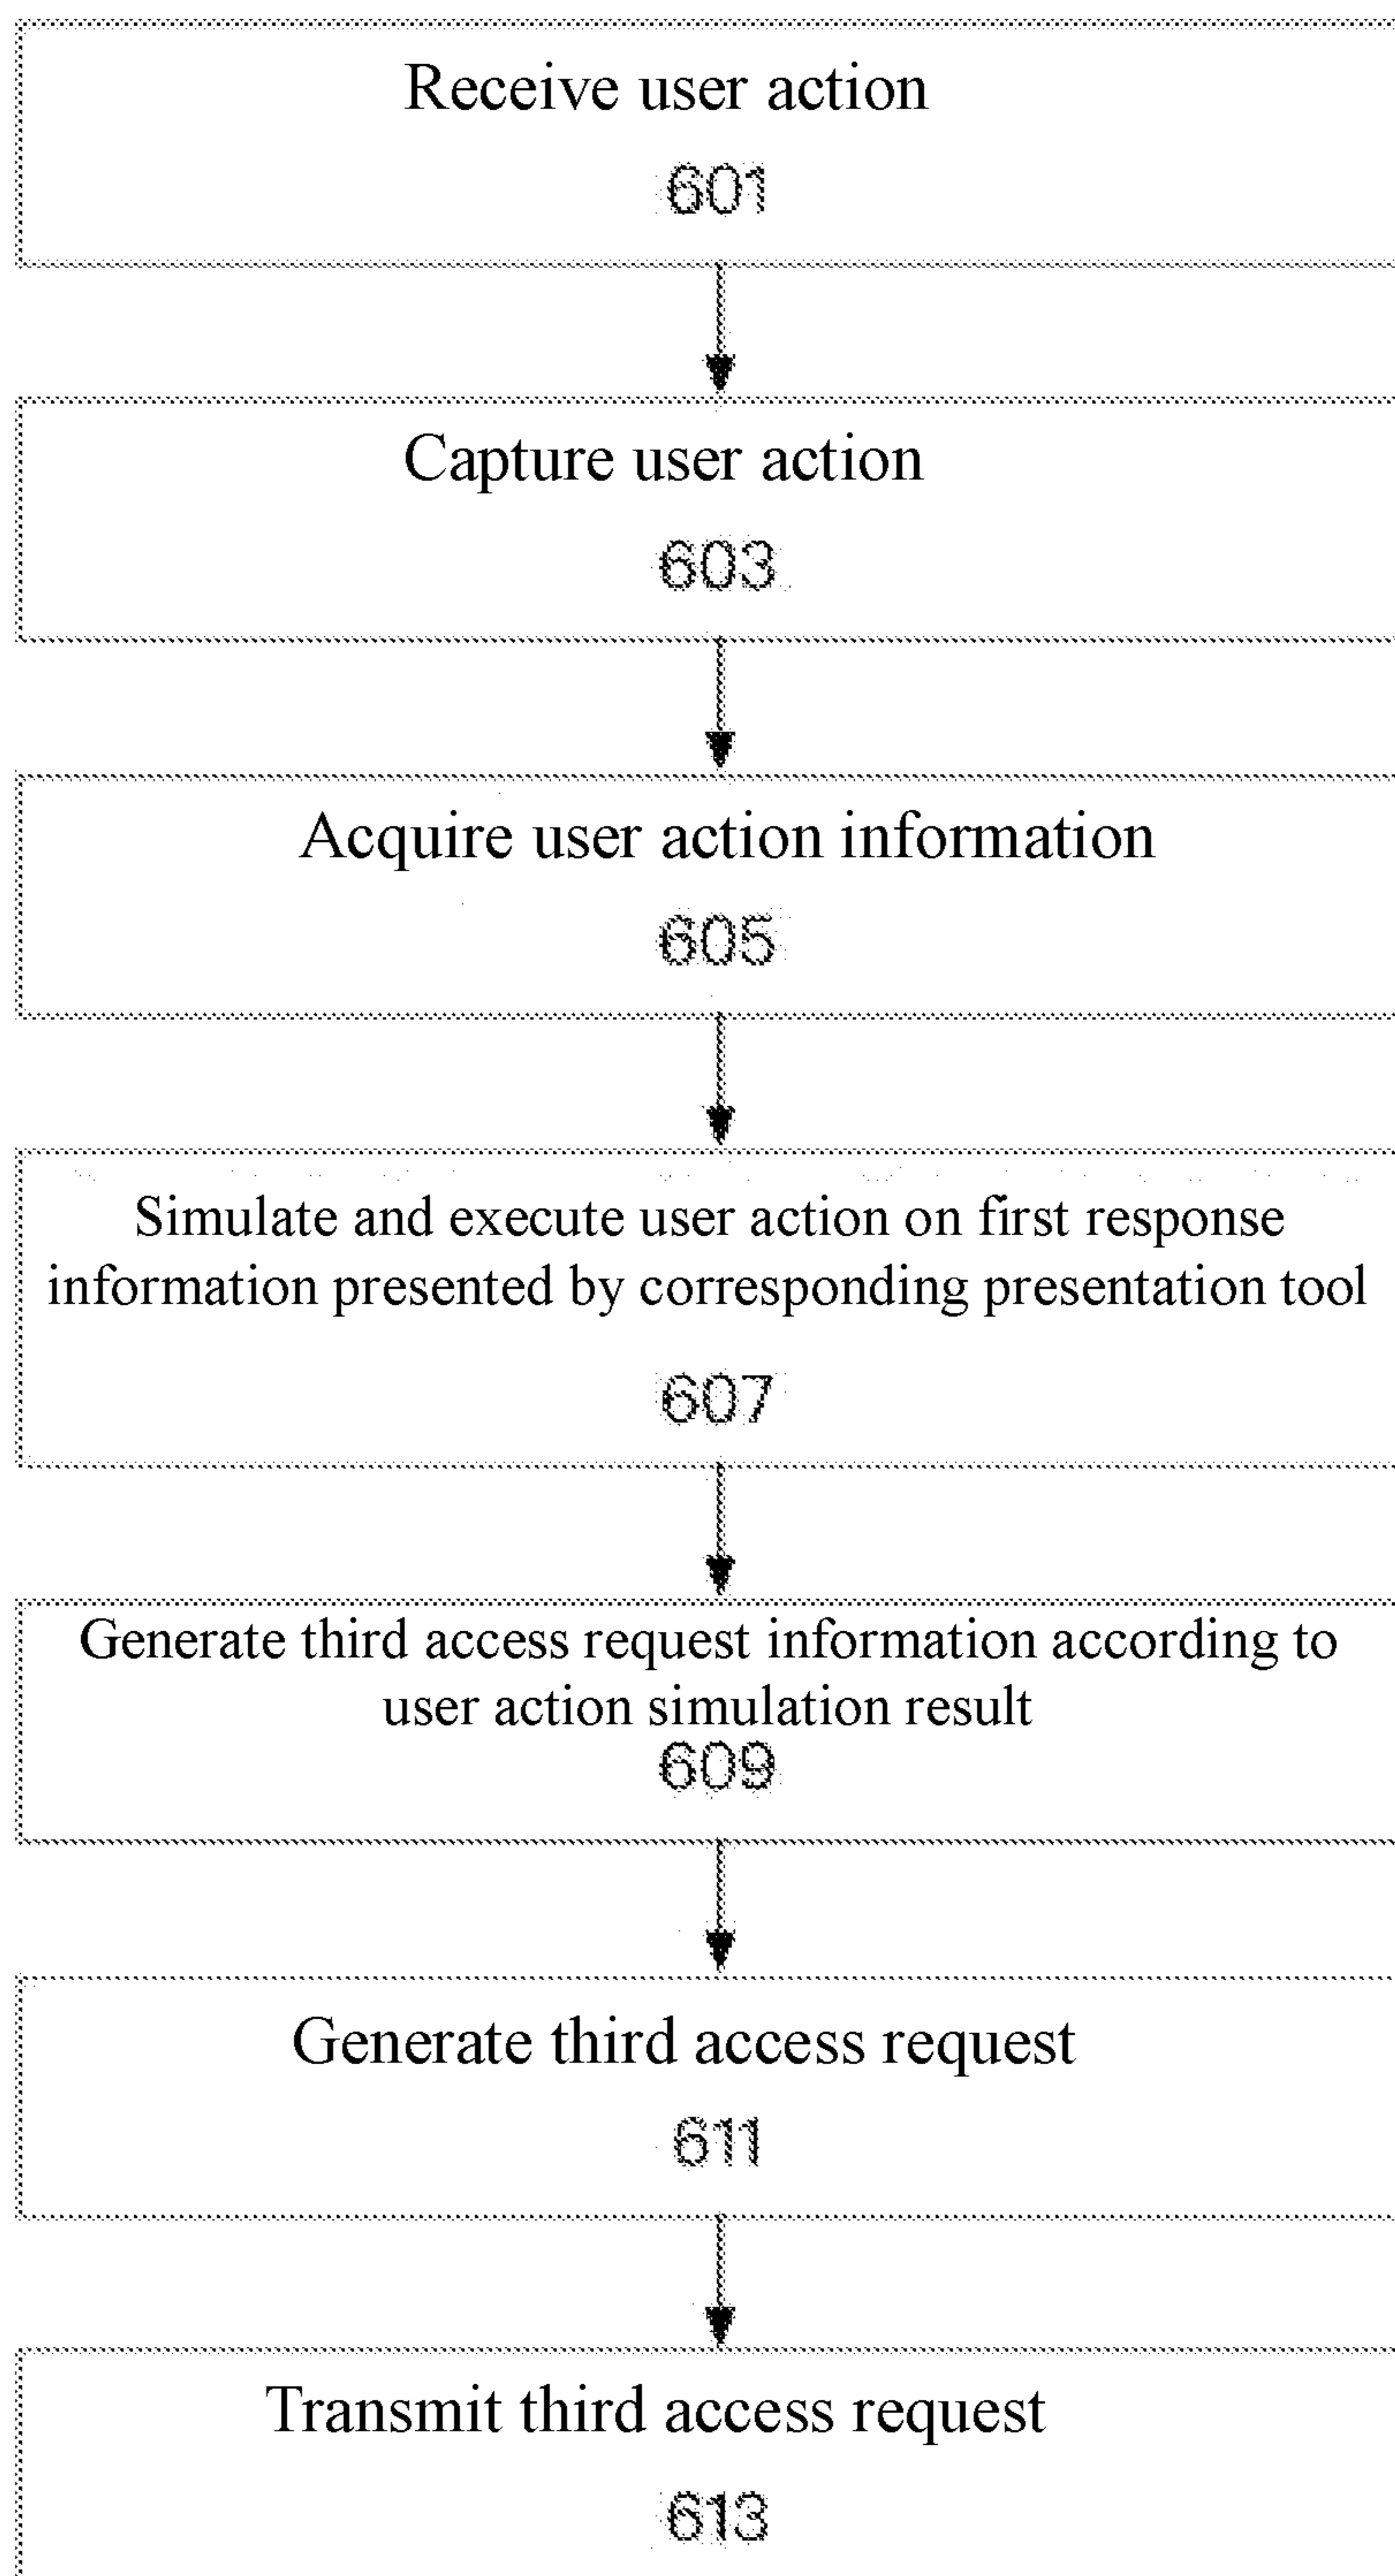 Receive user action
601
Capture user action
603
Acquire user action information
605
Simulate and execute user action on first response
information presented by corresponding presentation tool
607
Generate third access request information according to
user action simulation result
609
Generate third access request
611
Transmit third access request
613